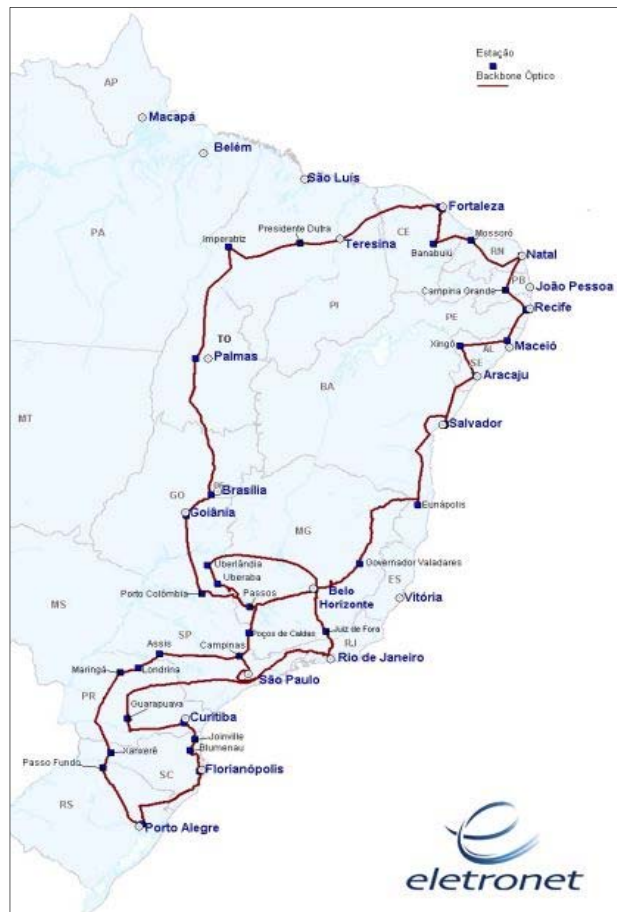 Estação
Backbone Óptico
AP
Macapá
Belém
São Luís
Fortaleza
PA
Presidente Dutra
Imperatriz
Teresina
CE
Mossoró
Banabuiú
RN
Natal
PB
João Pessoa
Campina Grande
PI
PE
Recife
TO
Xingó
AL
Maceió
Palmas
SE
Aracaju
BA
MT
Salvador
DF
Brasília
GO
Goiânia
Eunápolis
MG
Uberlândia
Governador Valadares
Uberaba
ES
Porto Colômbia
Passos
Belo
Horizonte
Vitória
MS
SP
Poços de Caldas
Juiz de Fora
RJ
Assis
Campinas
Rio de Janeiro
Maringá
Londrina
São Paulo
PR
Guarapuava
Curitiba
Joinville
Blumenau
Xanxerê
Passo Fundo
SC
Florianópolis
RS
Porto Alegre
eletronet